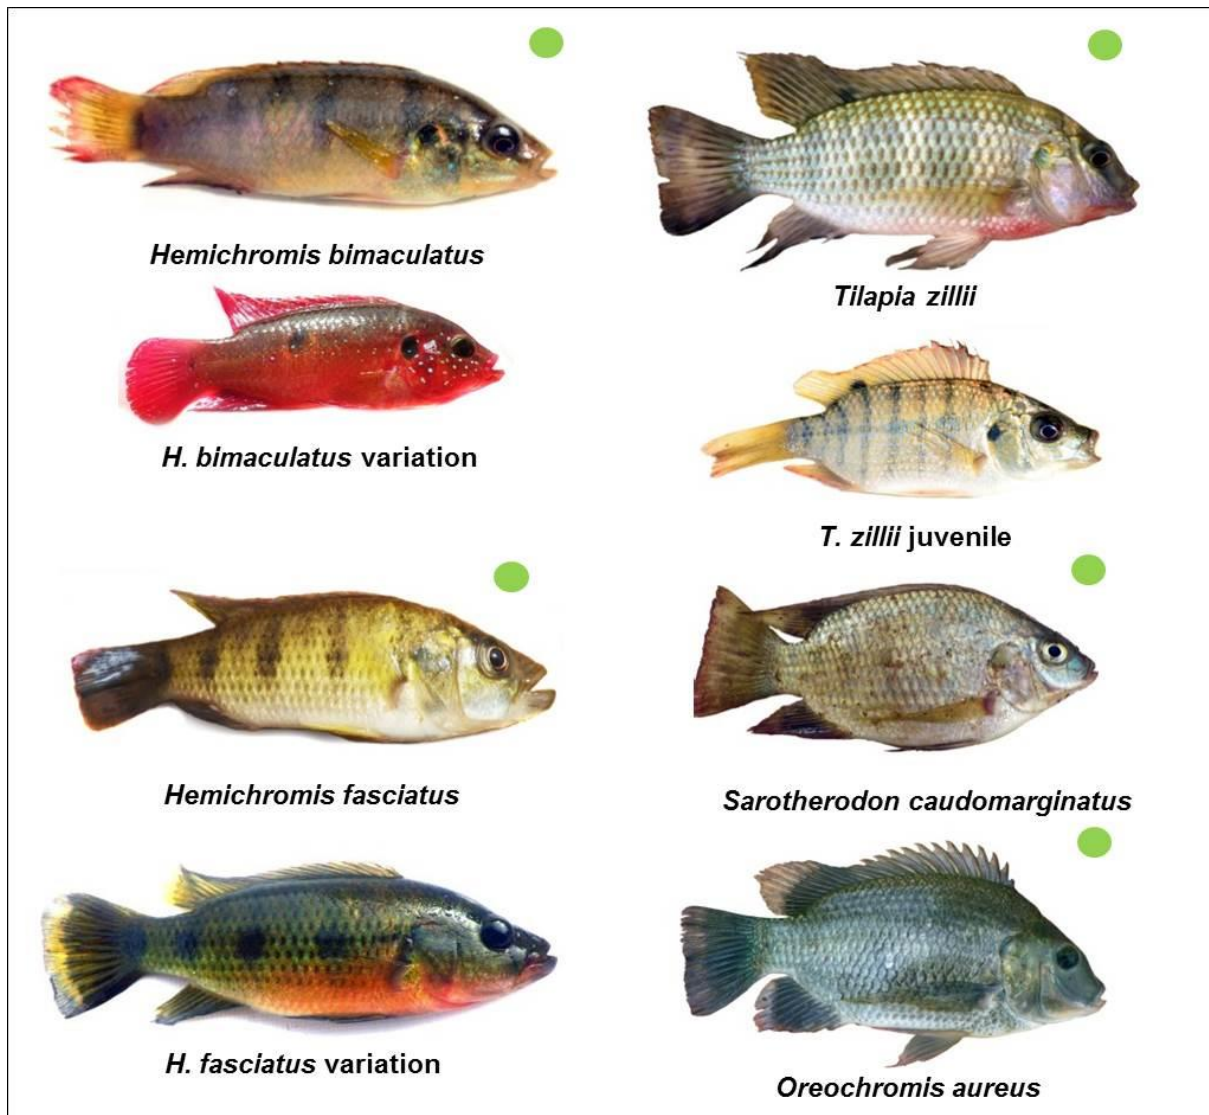 Hemichromis bimaculatus
Tilapia zillii
H. bimaculatus variation
T. zillii juvenile
Hemichromis fasciatus
Sarotherodon caudomarginatus
H. fasciatus variation
Oreochromis aureus